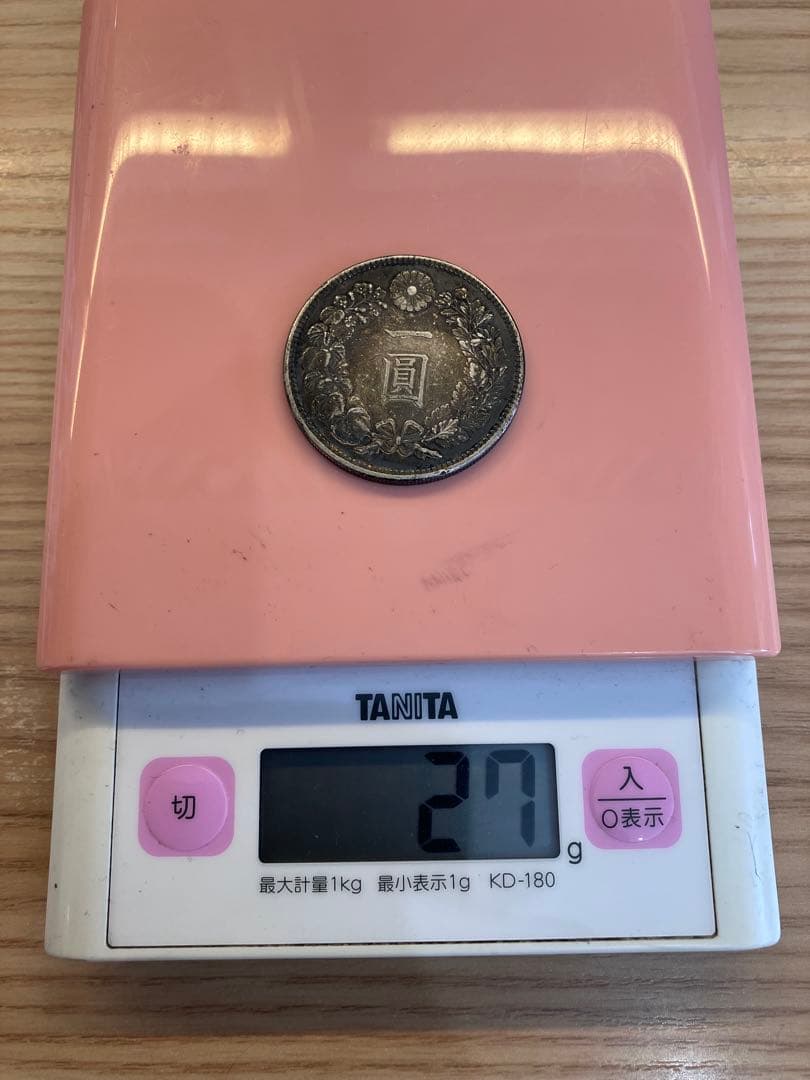 一
圓
TANITA
切
27 g
入
0表示
最大計量1kg 最小表示1g KD-180